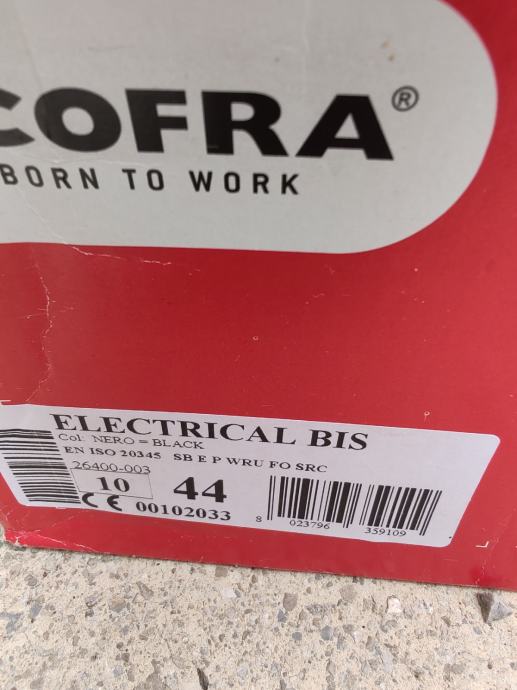 COFRA®
BORN TO WORK
ELECTRICAL BIS
Col: NERO = BLACK
EN ISO 20345 SB E P WRU FO SRC
26400-003
10 44
CE 00102033
8 023796 359109